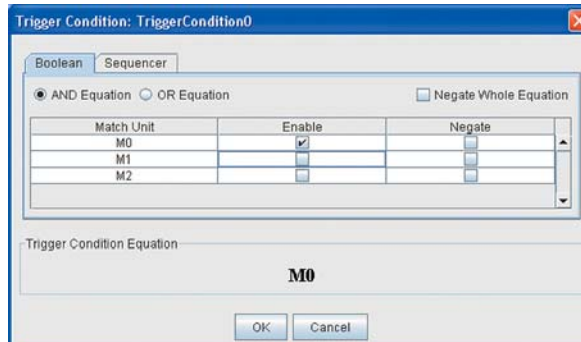 Trigger Condition: TriggerCondition0
Boolean Sequencer
AND Equation OR Equation Negate Whole Equation
Match Unit Enable Negate
M0
M1
M2
Trigger Condition Equation
M0
OK Cancel